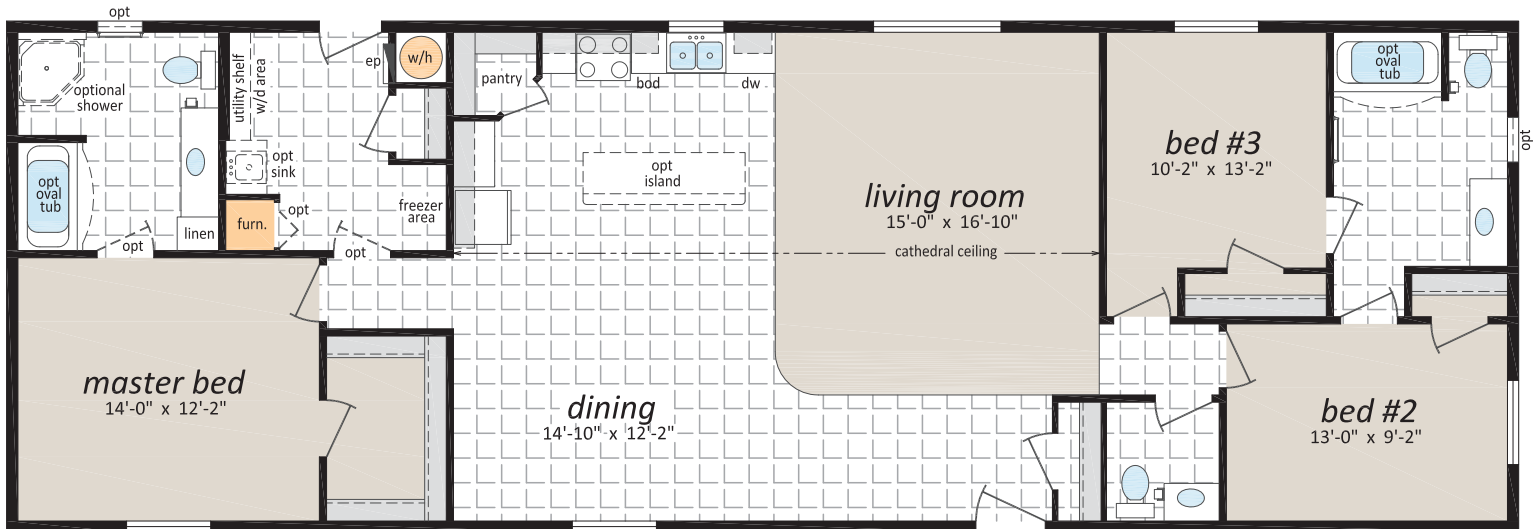 opt
optional
shower
opt
oval
tub
opt
linen
utility shelf
w/d area
opt
sink
furn.
opt
opt
ep
w/h
freezer
area
pantry
bod
dw
opt
island
living room
15'-0" x 16'-10"
cathedral ceiling
bed #3
10'-2" x 13'-2"
opt
oval
tub
opt
master bed
14'-0" x 12'-2"
dining
14'-10" x 12'-2"
bed #2
13'-0" x 9'-2"